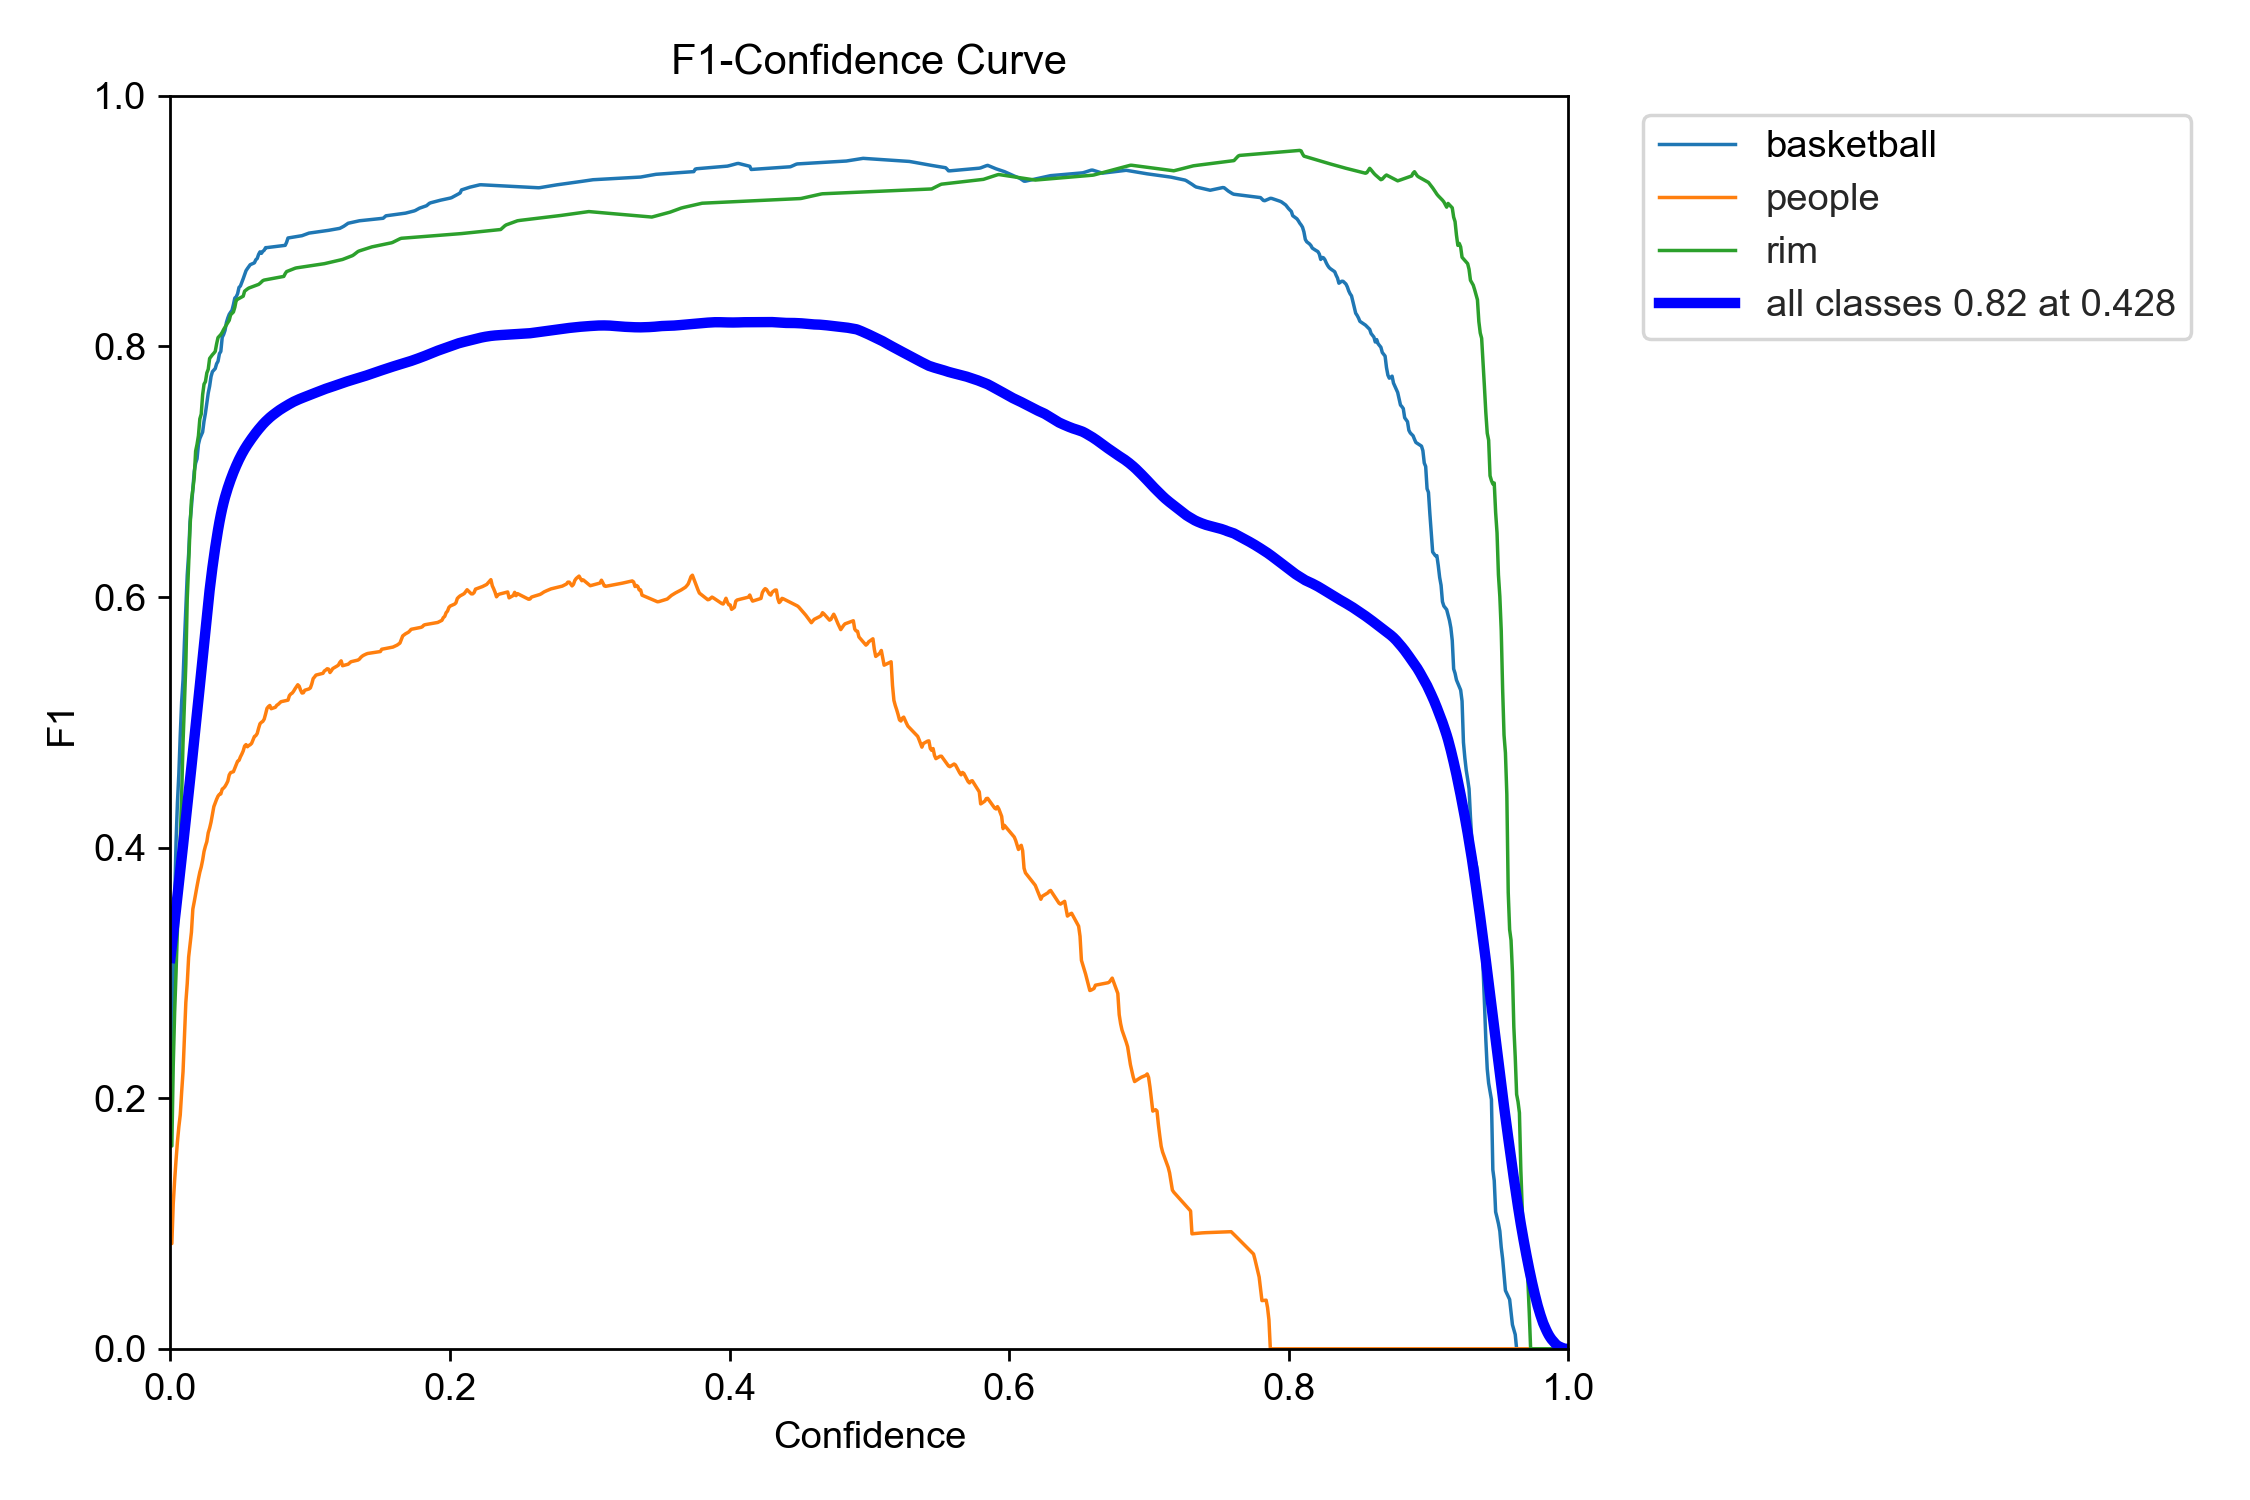 F1-Confidence Curve
1.0
0.8
0.6
0.4
0.2
0.0
F1
0.0 0.2 0.4 0.6 0.8 1.0
Confidence
basketball
people
rim
all classes 0.82 at 0.428